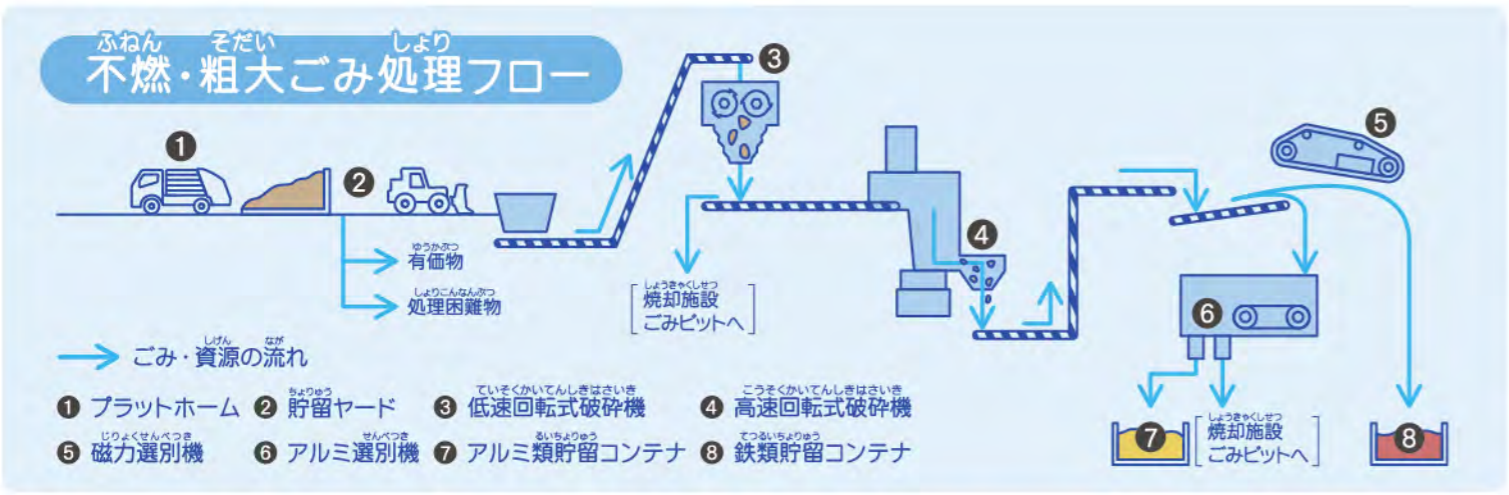 ふねん そだい しょり
不燃・粗大ごみ処理フロー
❶
❷
❸
❹
❺
❻
❼
❽
ゆうかぶつ
有価物
しょりこんなんぶつ
処理困難物
しょうきゃくしせつ
焼却施設
ごみピットへ
しょうきゃくしせつ
焼却施設
ごみピットへ
しげん なが
ごみ・資源の流れ
ちょりゅう ていそくかいてんしきはさいき こうそくかいてんしきはさいき
❶ プラットホーム ❷ 貯留ヤード ❸ 低速回転式破砕機 ❹ 高速回転式破砕機
じりょくせんべつき せんべつき るいちょりゅう てつるいちょりゅう
❺ 磁力選別機 ❻ アルミ選別機 ❼ アルミ類貯留コンテナ ❽ 鉄類貯留コンテナ